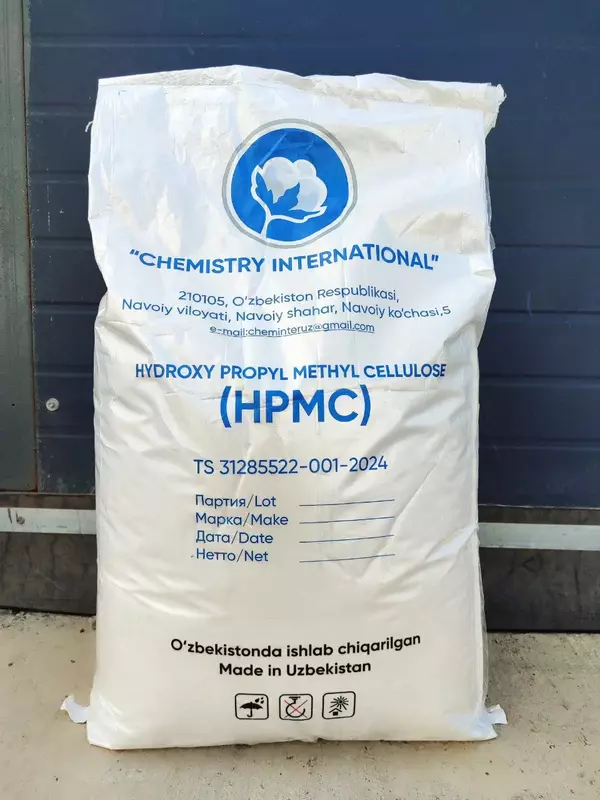 "CHEMISTRY INTERNATIONAL"
210105, O'zbekiston Respublikasi,
Navoiy viloyati, Navoiy shahar, Navoiy ko'chasi,5
e-mail:cheminteruz@gmail.com
HYDROXY PROPYL METHYL CELLULOSE
(HPMC)
TS 31285522-001-2024
Партия/Lot
Марка/Make
Дата/Date
Нетто/Net
O'zbekistonda ishlab chiqarilgan
Made in Uzbekistan